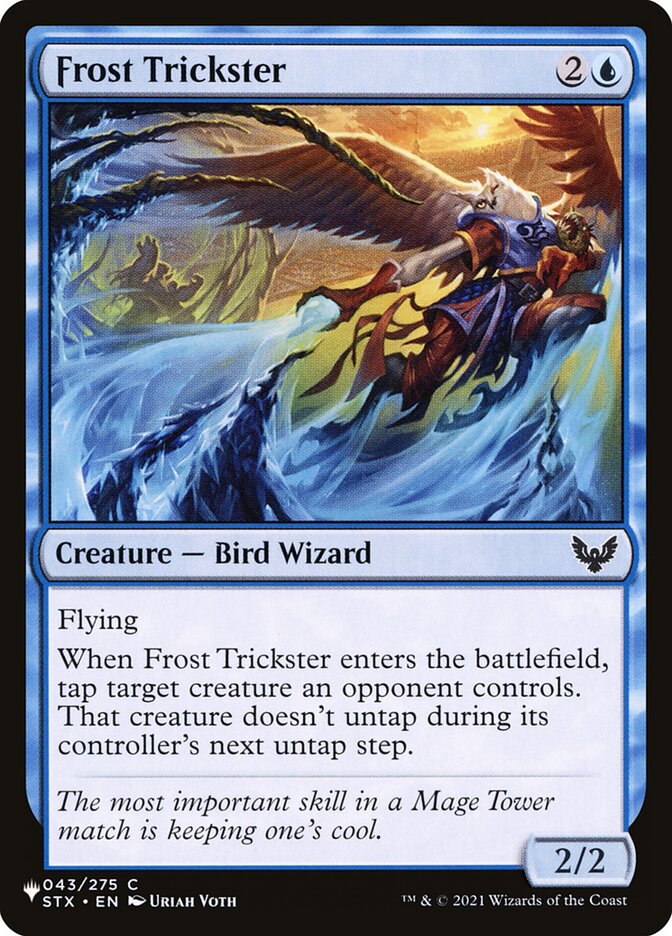 Frost Trickster 2
Creature — Bird Wizard
Flying
When Frost Trickster enters the battlefield,
tap target creature an opponent controls.
That creature doesn't untap during its
controller's next untap step.
The most important skill in a Mage Tower
match is keeping one's cool.
2/2
043/275 C
STX • EN Uriah Voth
™ & © 2021 Wizards of the Coast